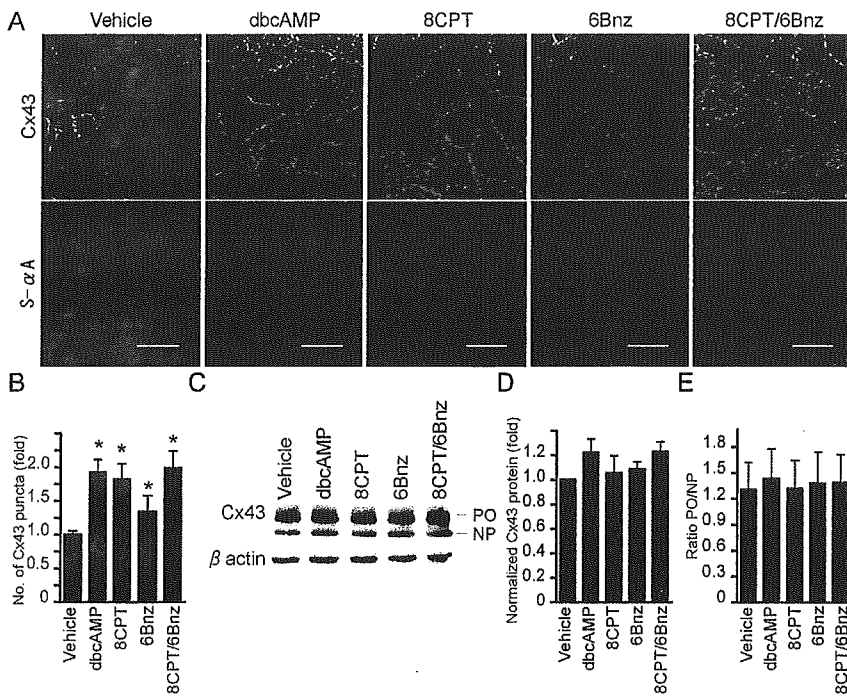 A
Vehicle dbcAMP 8CPT 6Bnz 8CPT/6Bnz
Cx43
S-αA
B
No. of Cx43 puncta (fold)
2.0
1.5
1.0
0.5
0
* * * *
Vehicle
dbcAMP
8CPT
6Bnz
8CPT/6Bnz
C
Vehicle
dbcAMP
8CPT
6Bnz
8CPT/6Bnz
Cx43
PO
NP
β actin
D
Normalized Cx43 protein (fold)
1.2
1.0
0.8
0.6
0.4
0.2
0
Vehicle
dbcAMP
8CPT
6Bnz
8CPT/6Bnz
E
Ratio PO/NP
1.8
1.5
1.2
0.9
0.6
0.3
0
Vehicle
dbcAMP
8CPT
6Bnz
8CPT/6Bnz